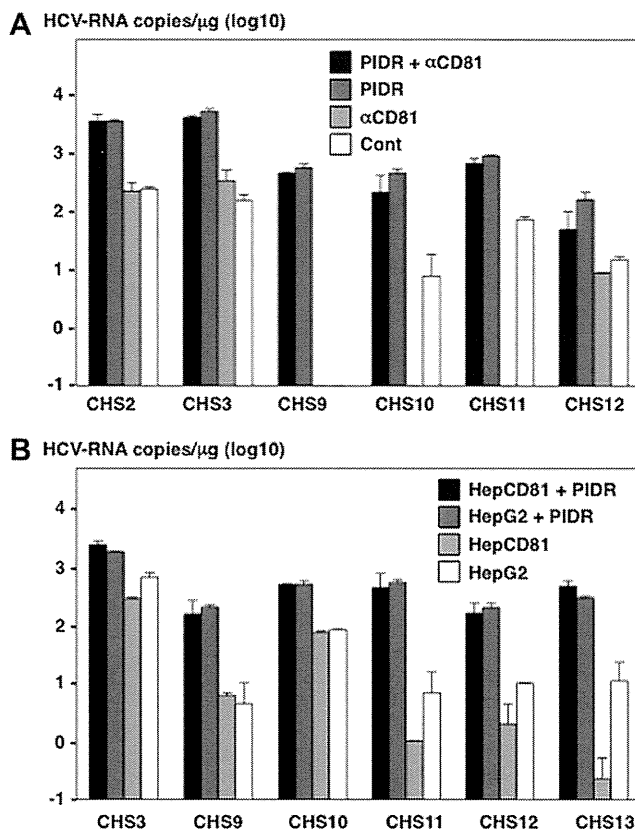 A
HCV-RNA copies/µg (log10)
PIDR + αCD81
PIDR
αCD81
Cont
4
3
2
1
0
-1
CHS2 CHS3 CHS9 CHS10 CHS11 CHS12
B
HCV-RNA copies/µg (log10)
HepCD81 + PIDR
HepG2 + PIDR
HepCD81
HepG2
4
3
2
1
0
-1
CHS3 CHS9 CHS10 CHS11 CHS12 CHS13